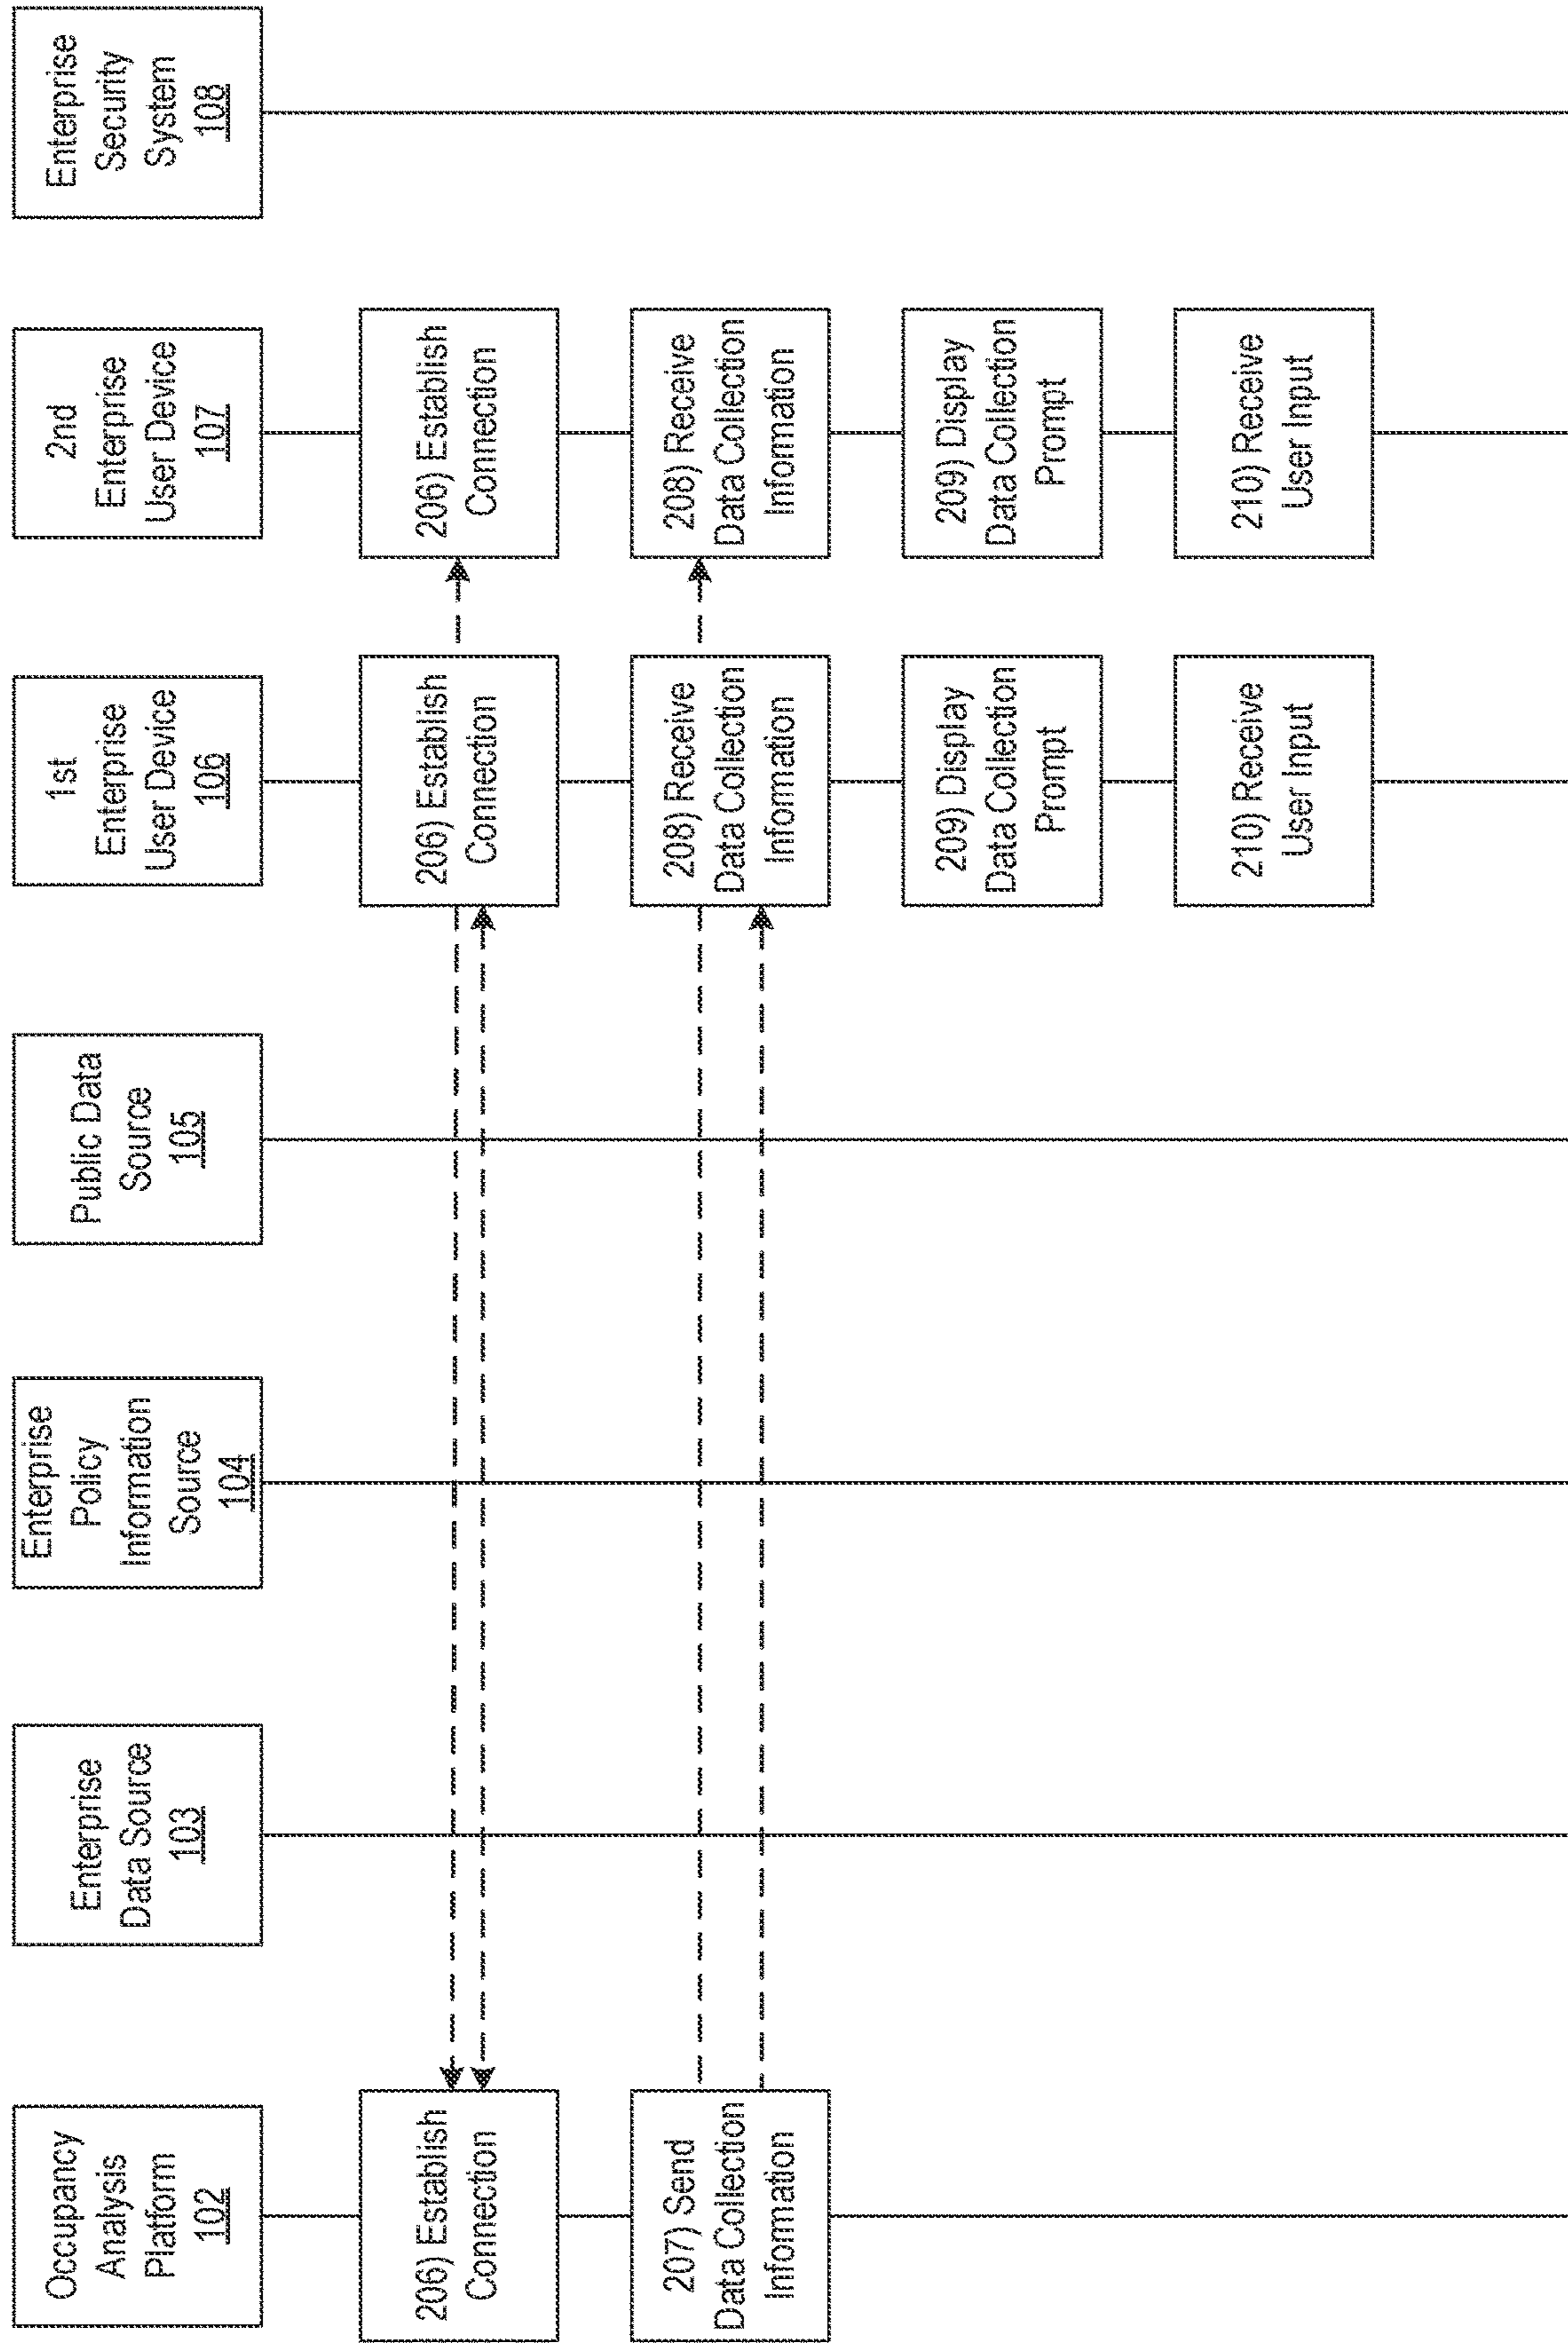 Occupancy
Analysis
Platform
102
Enterprise
Data Source
103
Enterprise
Policy
Information
Source
104
Public Data
Source
105
1st
Enterprise
User Device
106
2nd
Enterprise
User Device
107
Enterprise
Security
System
108
206) Establish
Connection
206) Establish
Connection
206) Establish
Connection
207) Send
Data Collection
Information
208) Receive
Data Collection
Information
208) Receive
Data Collection
Information
209) Display
Data Collection
Prompt
209) Display
Data Collection
Prompt
210) Receive
User Input
210) Receive
User Input